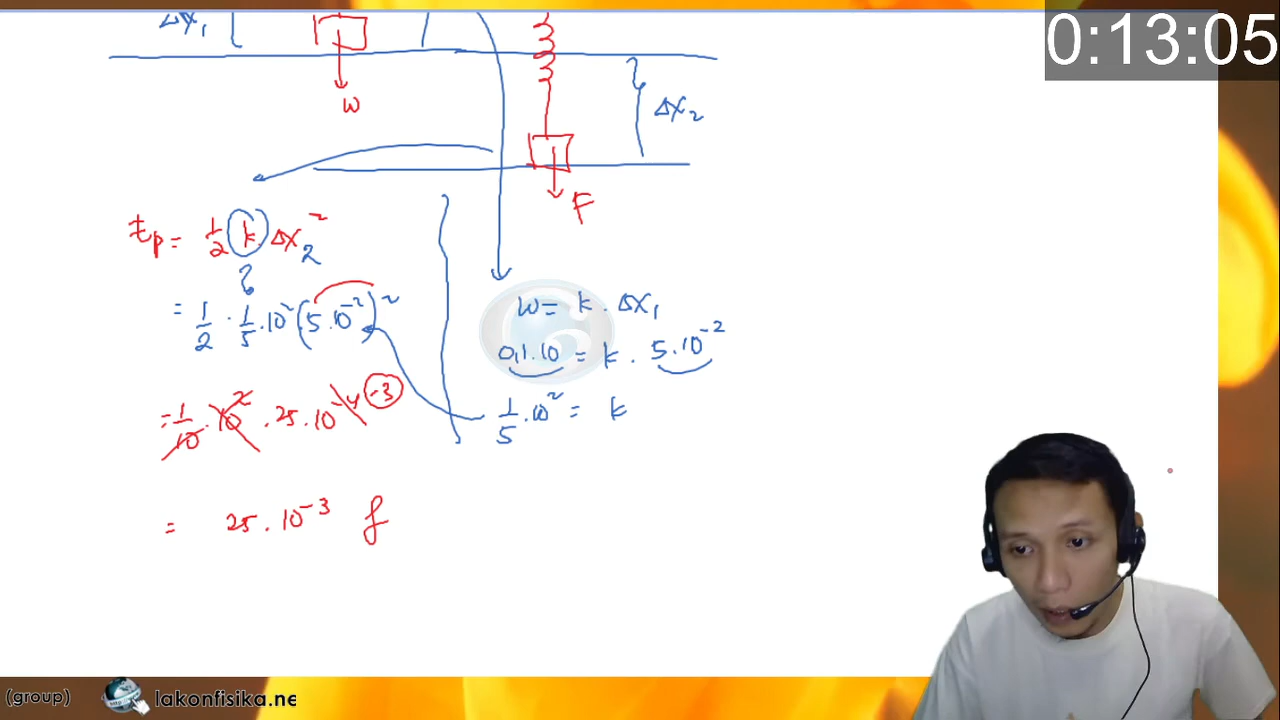 0:13:05
Δx₁
W
Δx₂
F
Ep = 1/2 k Δx₂²
= 1/2 · 1/5 · 10² (5 · 10⁻²)²
= 1/10 · 10² · 25 · 10⁻⁴ -3
= 25 · 10⁻³ J
W = k · Δx₁
0,1 · 10 = k · 5 · 10⁻²
1/5 · 10² = k
(group) lakonfisika.ne